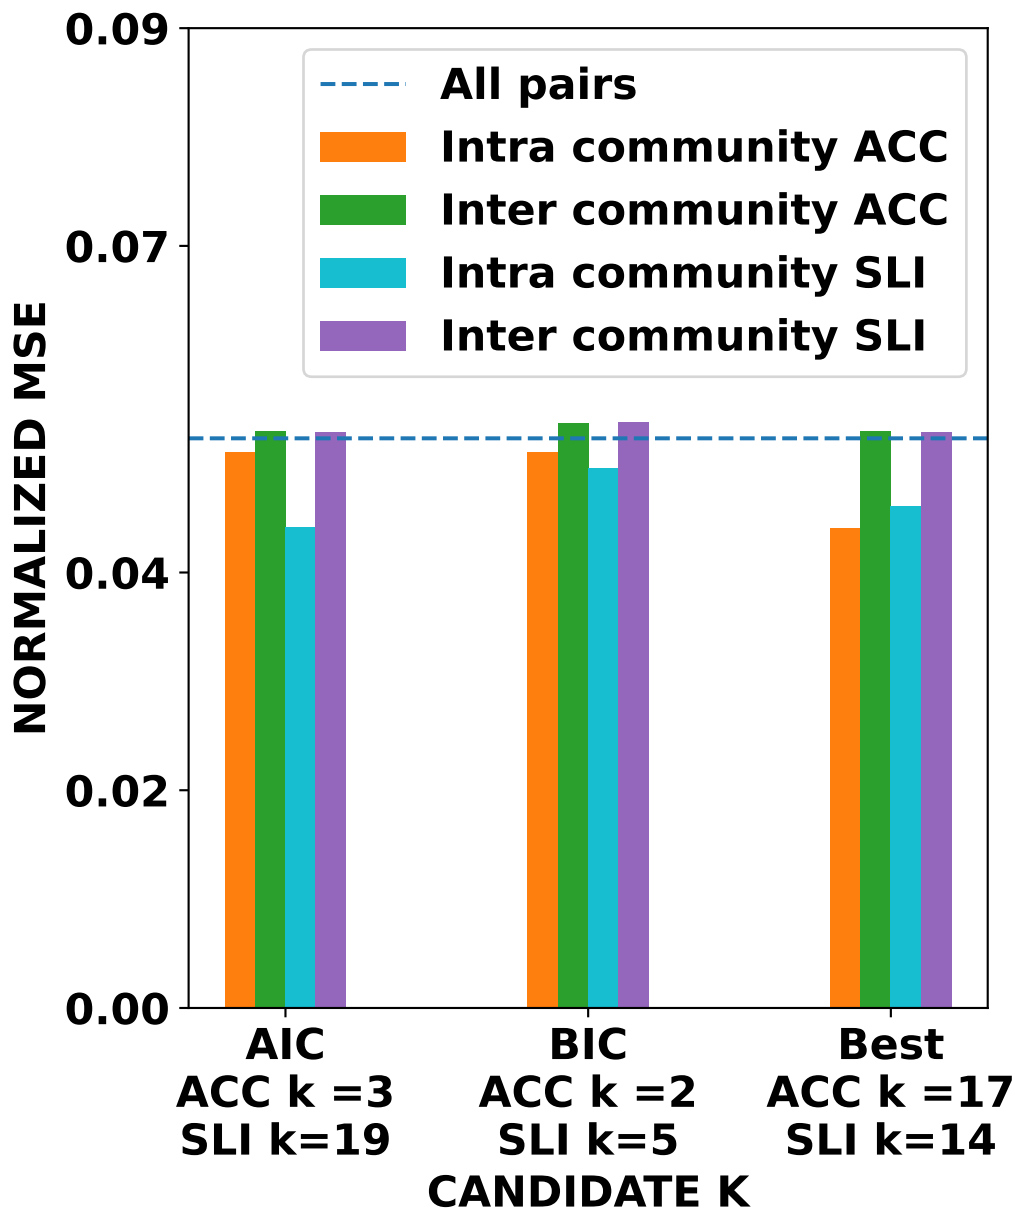 0.09
0.07
0.04
0.02
0.00
NORMALIZED MSE
All pairs
Intra community ACC
Inter community ACC
Intra community SLI
Inter community SLI
AIC
ACC k =3
SLI k=19
BIC
ACC k =2
SLI k=5
Best
ACC k =17
SLI k=14
CANDIDATE K